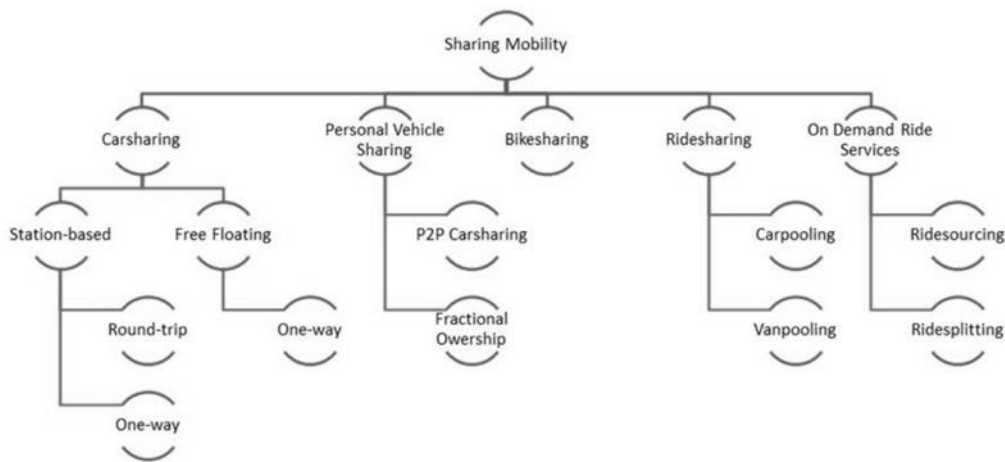 Sharing Mobility
Carsharing
Personal Vehicle
Sharing
Bikesharing
Ridesharing
On Demand Ride
Services
Station-based
Free Floating
P2P Carsharing
Carpooling
Ridesourcing
Round-trip
One-way
Fractional
Owership
Vanpooling
Ridesplitting
One-way